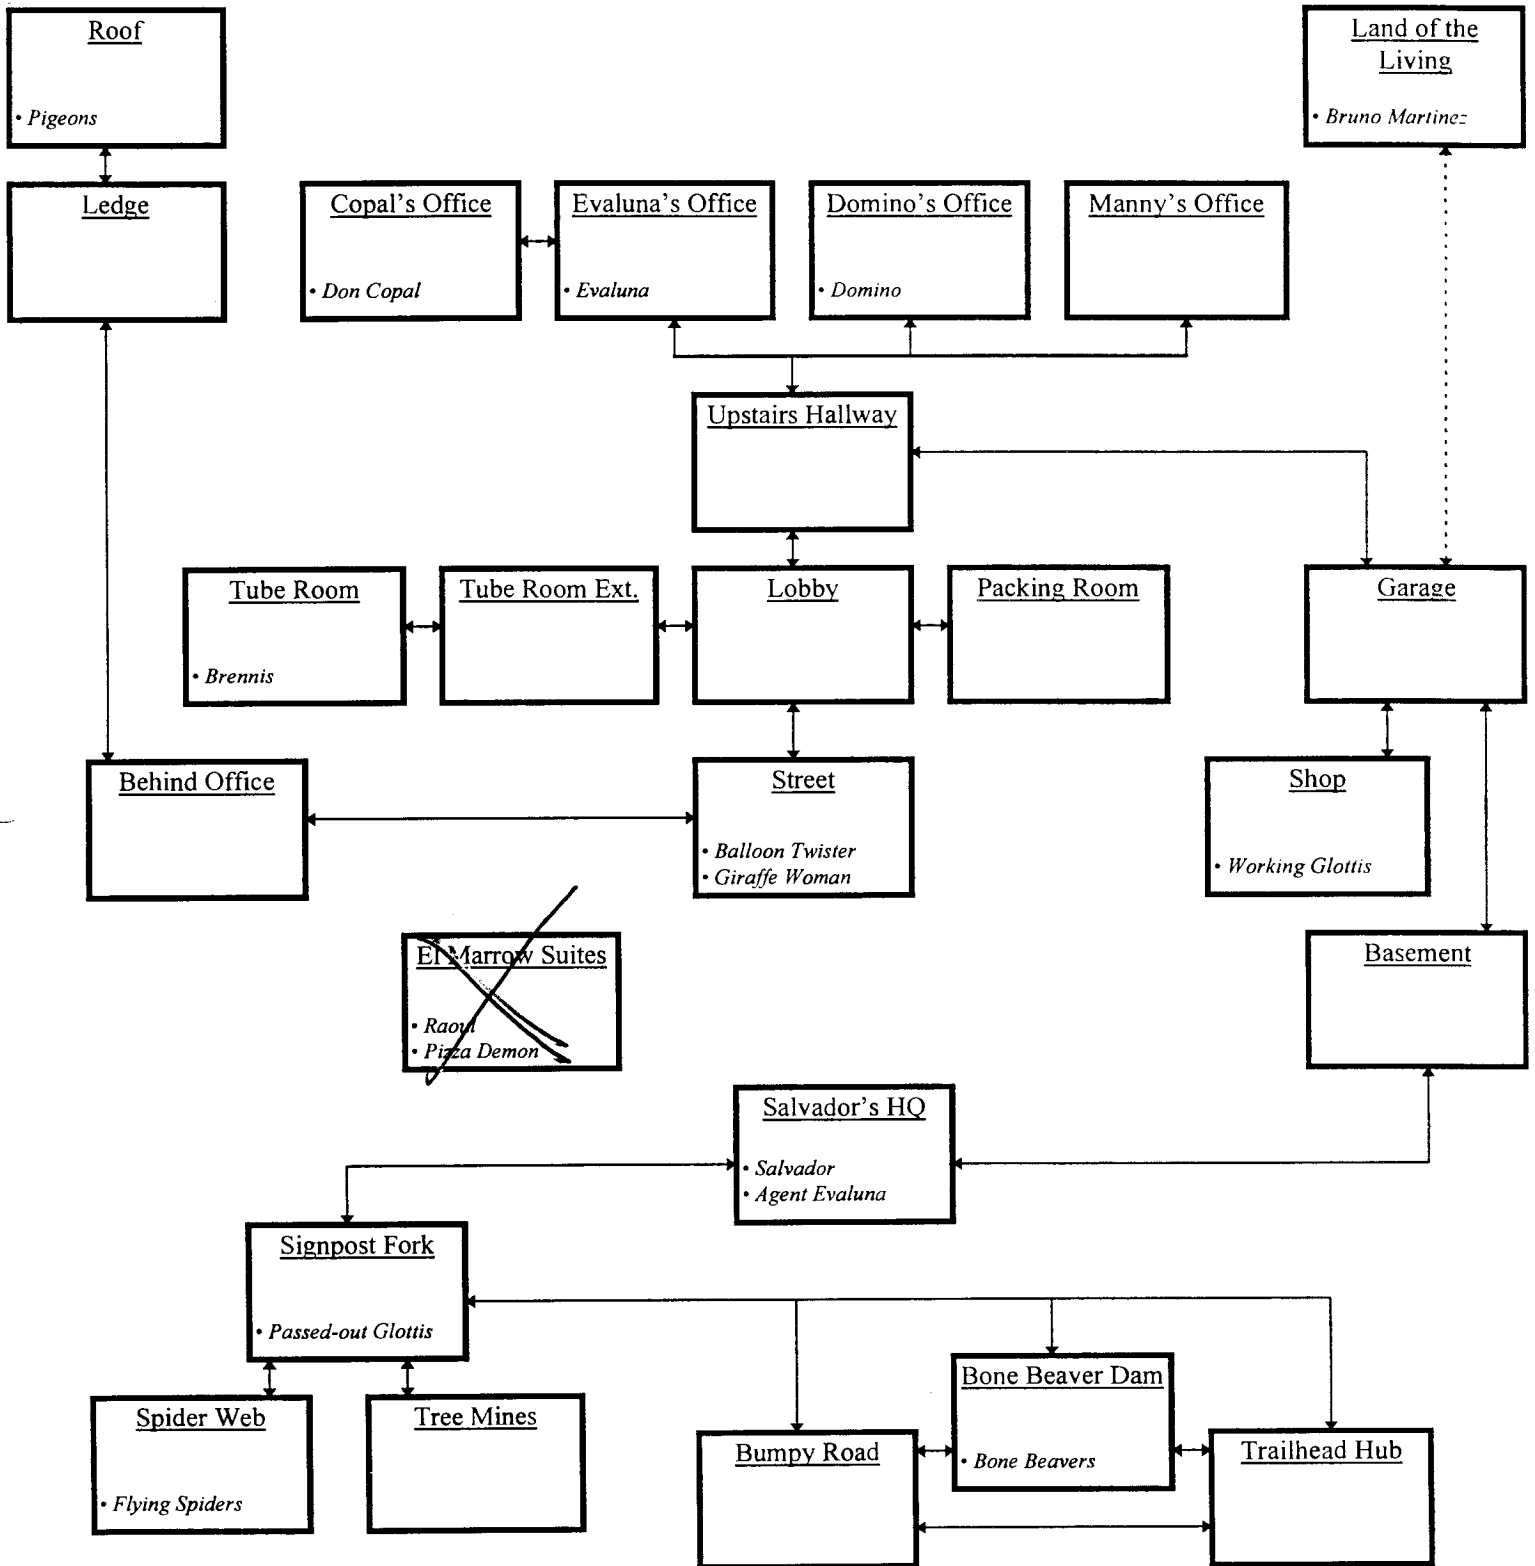 Roof
• Pigeons
Land of the
Living
• Bruno Martinez
Ledge
Copal's Office
• Don Copal
Evaluna's Office
• Evaluna
Domino's Office
• Domino
Manny's Office
Upstairs Hallway
Tube Room
• Brennis
Tube Room Ext.
Lobby
Packing Room
Garage
Behind Office
Street
• Balloon Twister
• Giraffe Woman
Shop
• Working Glottis
El Marrow Suites
• Raoul
• Pizza Demon
Basement
Salvador's HQ
• Salvador
• Agent Evaluna
Signpost Fork
• Passed-out Glottis
Spider Web
• Flying Spiders
Tree Mines
Bumpy Road
Bone Beaver Dam
• Bone Beavers
Trailhead Hub